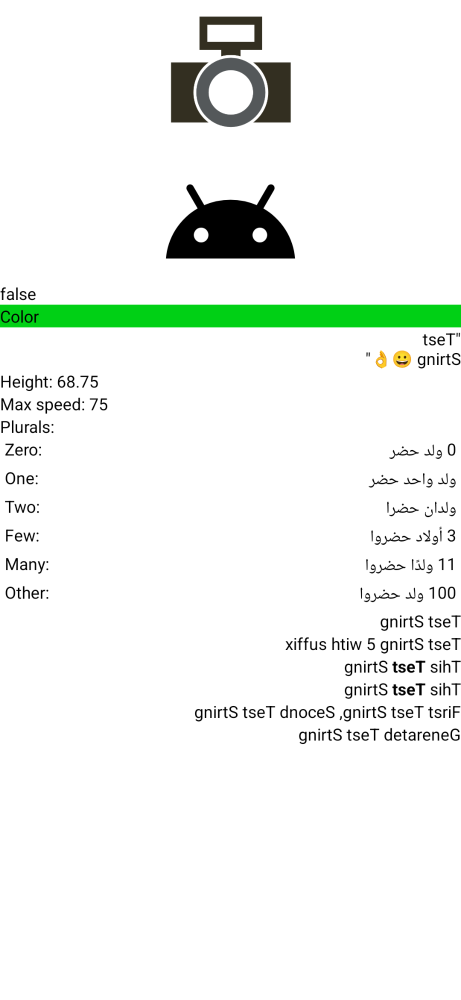 false
Color
tseT"
"👌😀 gnirtS
Height: 68.75
Max speed: 75
Plurals:
Zero: 0 ولد حضر
One: ولد واحد حضر
Two: ولدان حضرا
Few: 3 أولاد حضروا
Many: 11 ولدًا حضروا
Other: 100 ولد حضروا
gnirtS tseT
xiffus htiw 5 gnirtS tseT
gnirtS tseT sihT
gnirtS tseT sihT
gnirtS tseT dnoceS ,gnirtS tseT tsriF
gnirtS tseT detareneG